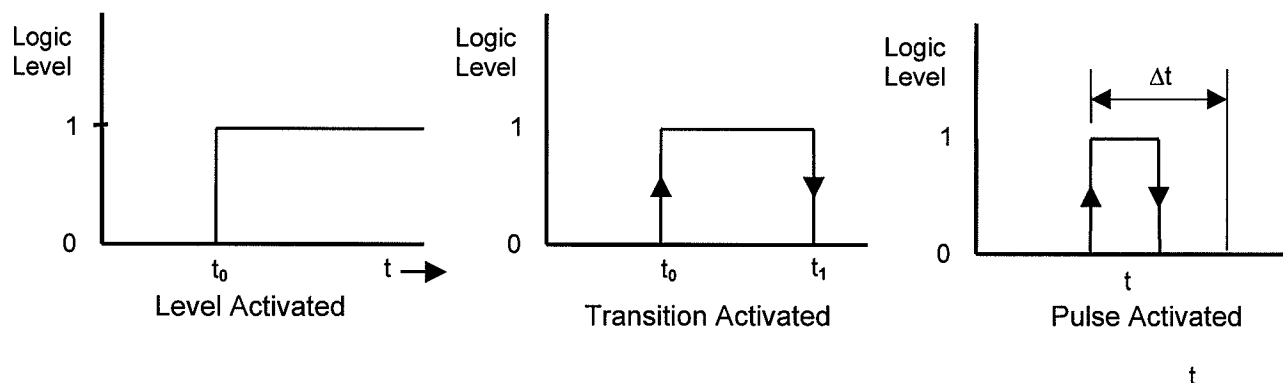 Logic
Level
1
0
t₀
t
Level Activated
Logic
Level
1
0
t₀
t₁
Transition Activated
Logic
Level
Δt
1
0
t
Pulse Activated
t